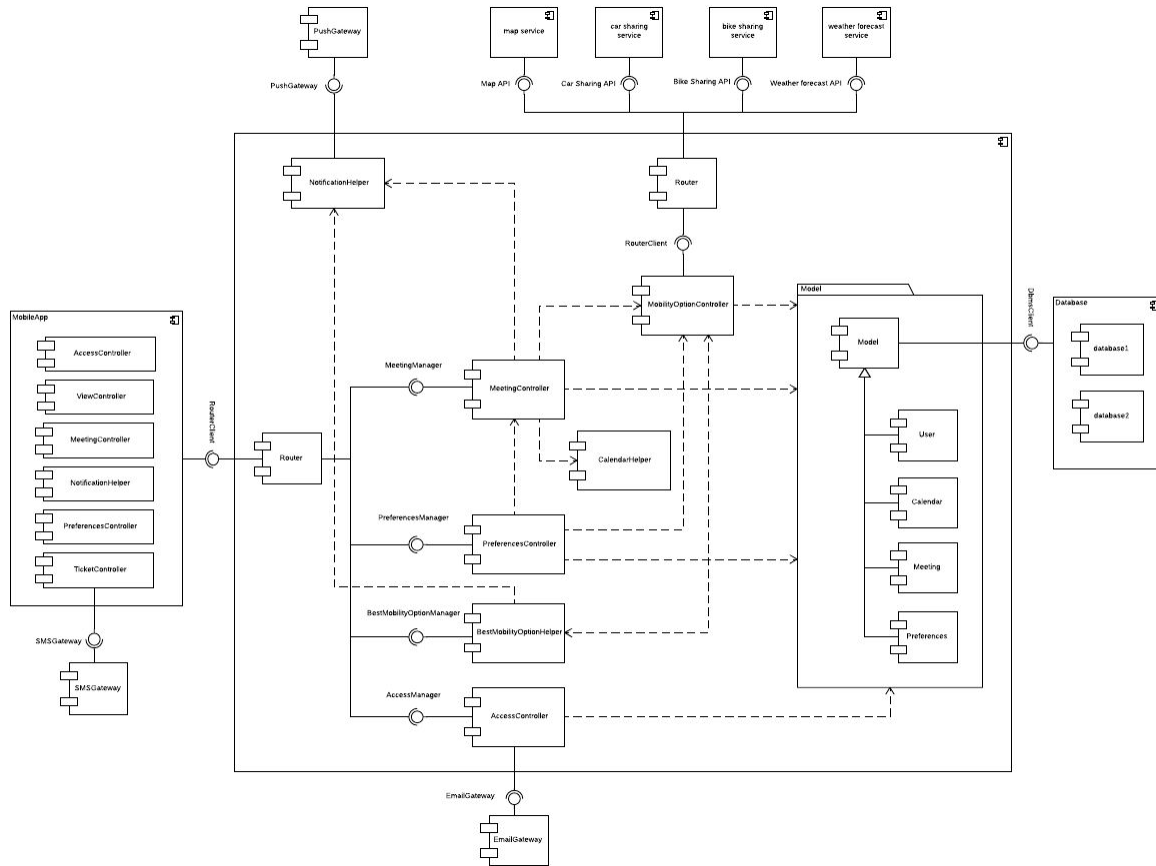 PushGateway
map service
car sharing
service
bike sharing
service
weather forecast
service
PushGateway
Map API
Car Sharing API
Bike Sharing API
Weather forecast API
NotificationHelper
Router
RouterClient
MobilityOptionController
Model
DbmsClient
Database
MobileApp
AccessController
ViewController
MeetingController
NotificationHelper
PreferencesController
TicketController
RouterClient
Router
MeetingManager
MeetingController
CalendarHelper
PreferencesManager
PreferencesController
BestMobilityOptionManager
BestMobilityOptionHelper
AccessManager
AccessController
Model
User
Calendar
Meeting
Preferences
database1
database2
SMSGateway
SMSGateway
EmailGateway
EmailGateway